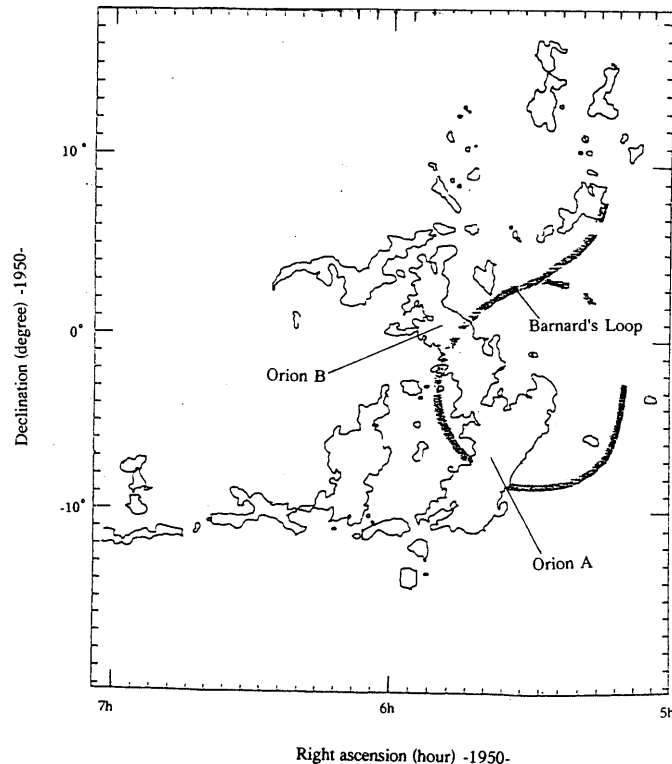 10°
0°
-10°
Declination (degree) -1950-
Barnard's Loop
Orion B
Orion A
7h
6h
5h
Right ascension (hour) -1950-